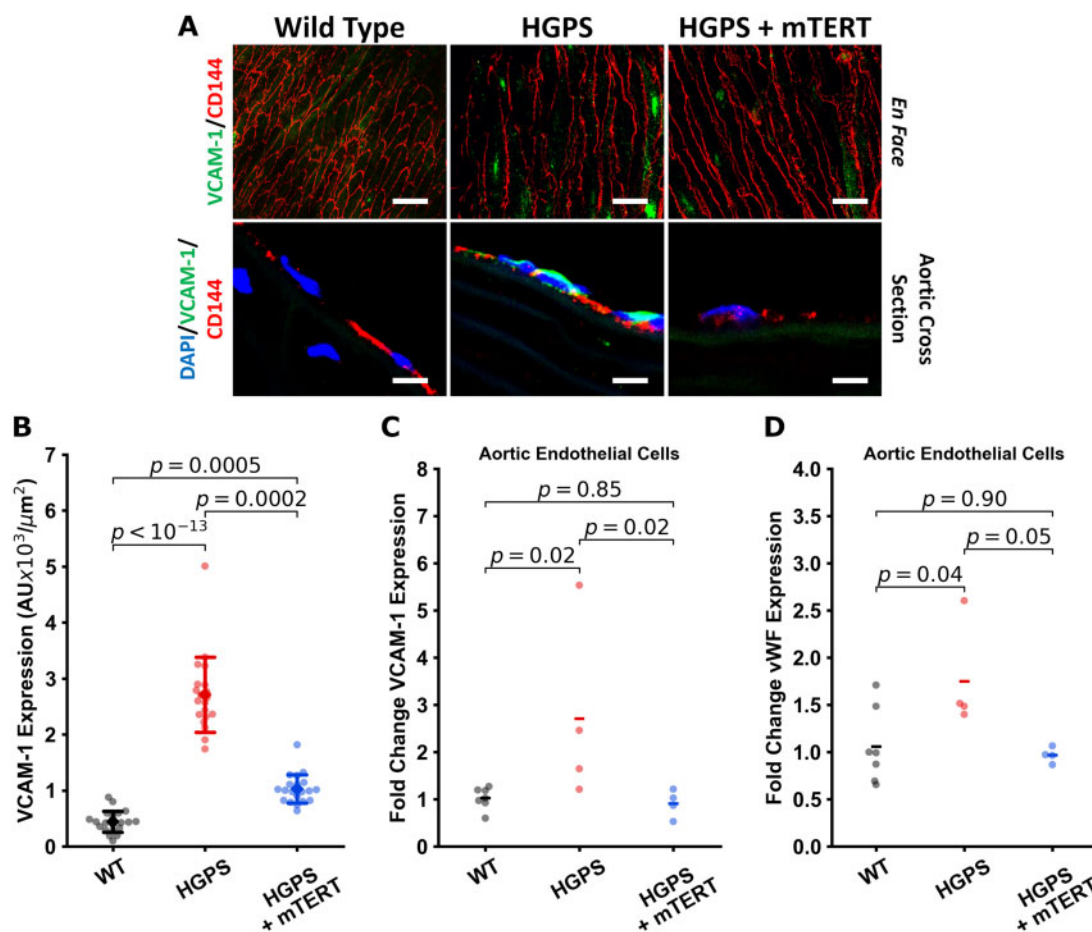 A
Wild Type
HGPS
HGPS + mTERT
VCAM-1/CD144
En Face
DAPI/VCAM-1/
CD144
Aortic Cross
Section
B
VCAM-1 Expression (AUx10³/μm²)
7
6
5
4
3
2
1
0
p = 0.0005
p = 0.0002
p < 10⁻¹³
WT
HGPS
HGPS
+ mTERT
C
Aortic Endothelial Cells
Fold Change VCAM-1 Expression
8
7
6
5
4
3
2
1
0
p = 0.85
p = 0.02
p = 0.02
WT
HGPS
HGPS
+ mTERT
D
Aortic Endothelial Cells
Fold Change vWF Expression
4.0
3.5
3.0
2.5
2.0
1.5
1.0
0.5
0.0
p = 0.90
p = 0.05
p = 0.04
WT
HGPS
HGPS
+ mTERT